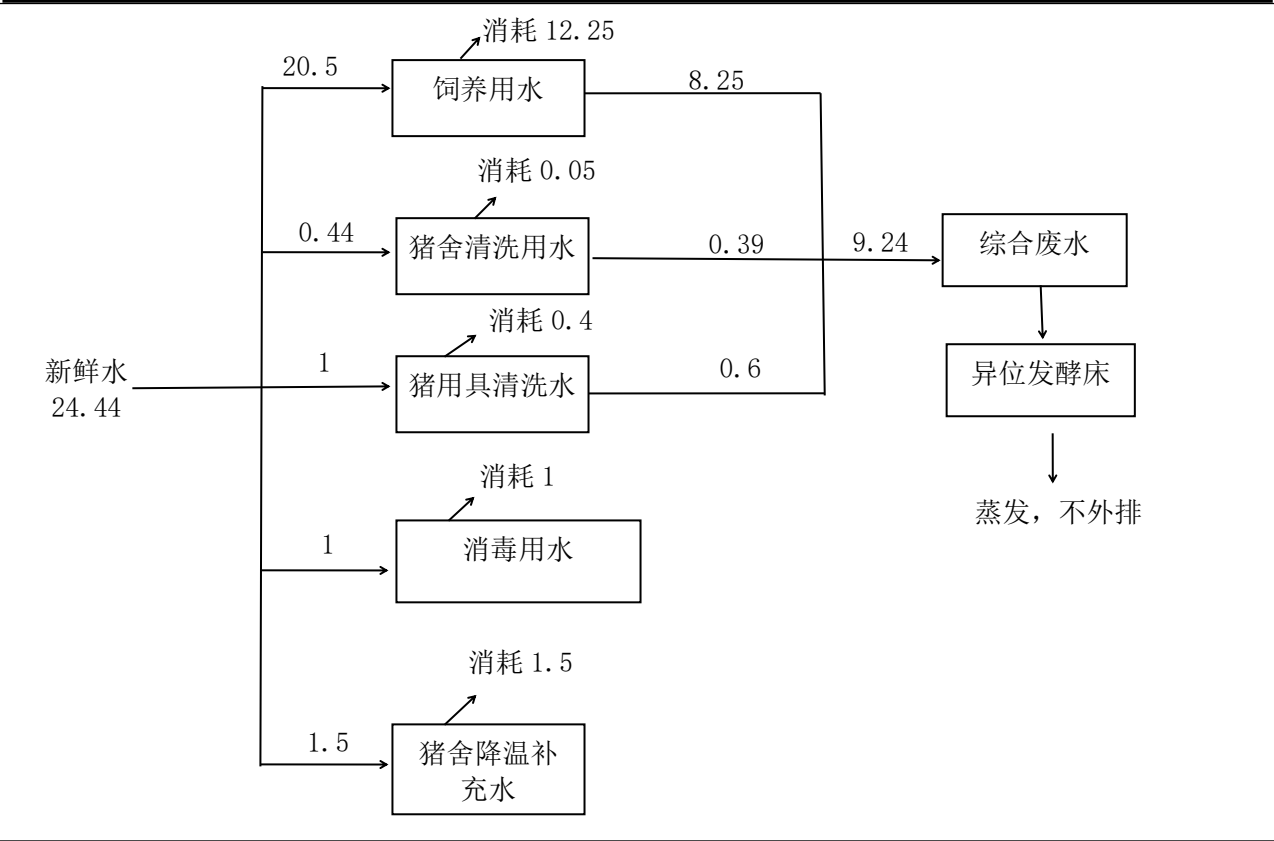 消耗 12.25
20.5
饲养用水
8.25
消耗 0.05
0.44
猪舍清洗用水
0.39
9.24
综合废水
消耗 0.4
新鲜水
24.44
1
猪用具清洗水
0.6
异位发酵床
消耗 1
1
消毒用水
蒸发，不外排
消耗 1.5
1.5
猪舍降温补
充水